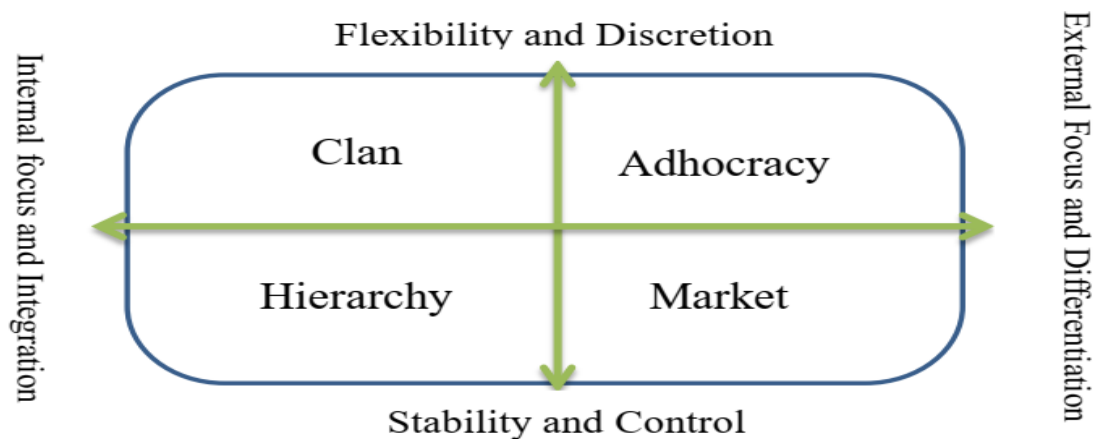 Flexibility and Discretion
Internal focus and Integration
External Focus and Differentiation
Clan
Adhocracy
Hierarchy
Market
Stability and Control